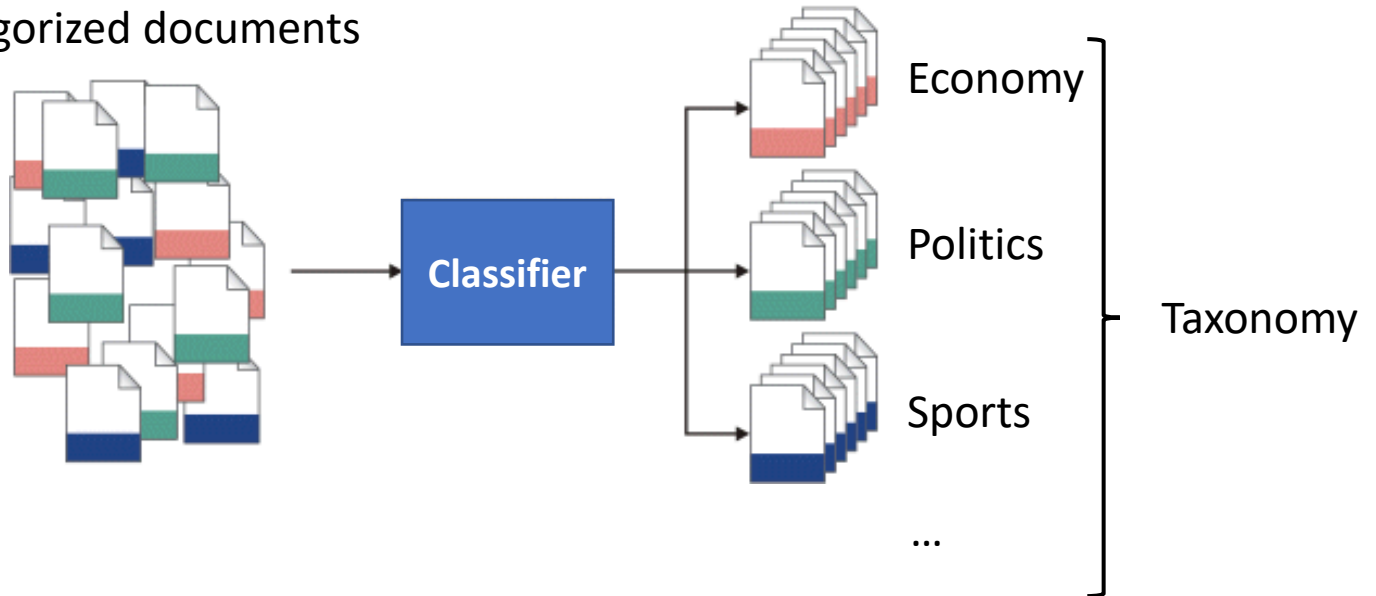 gorized documents
Economy
Politics
Classifier
Taxonomy
Sports
...